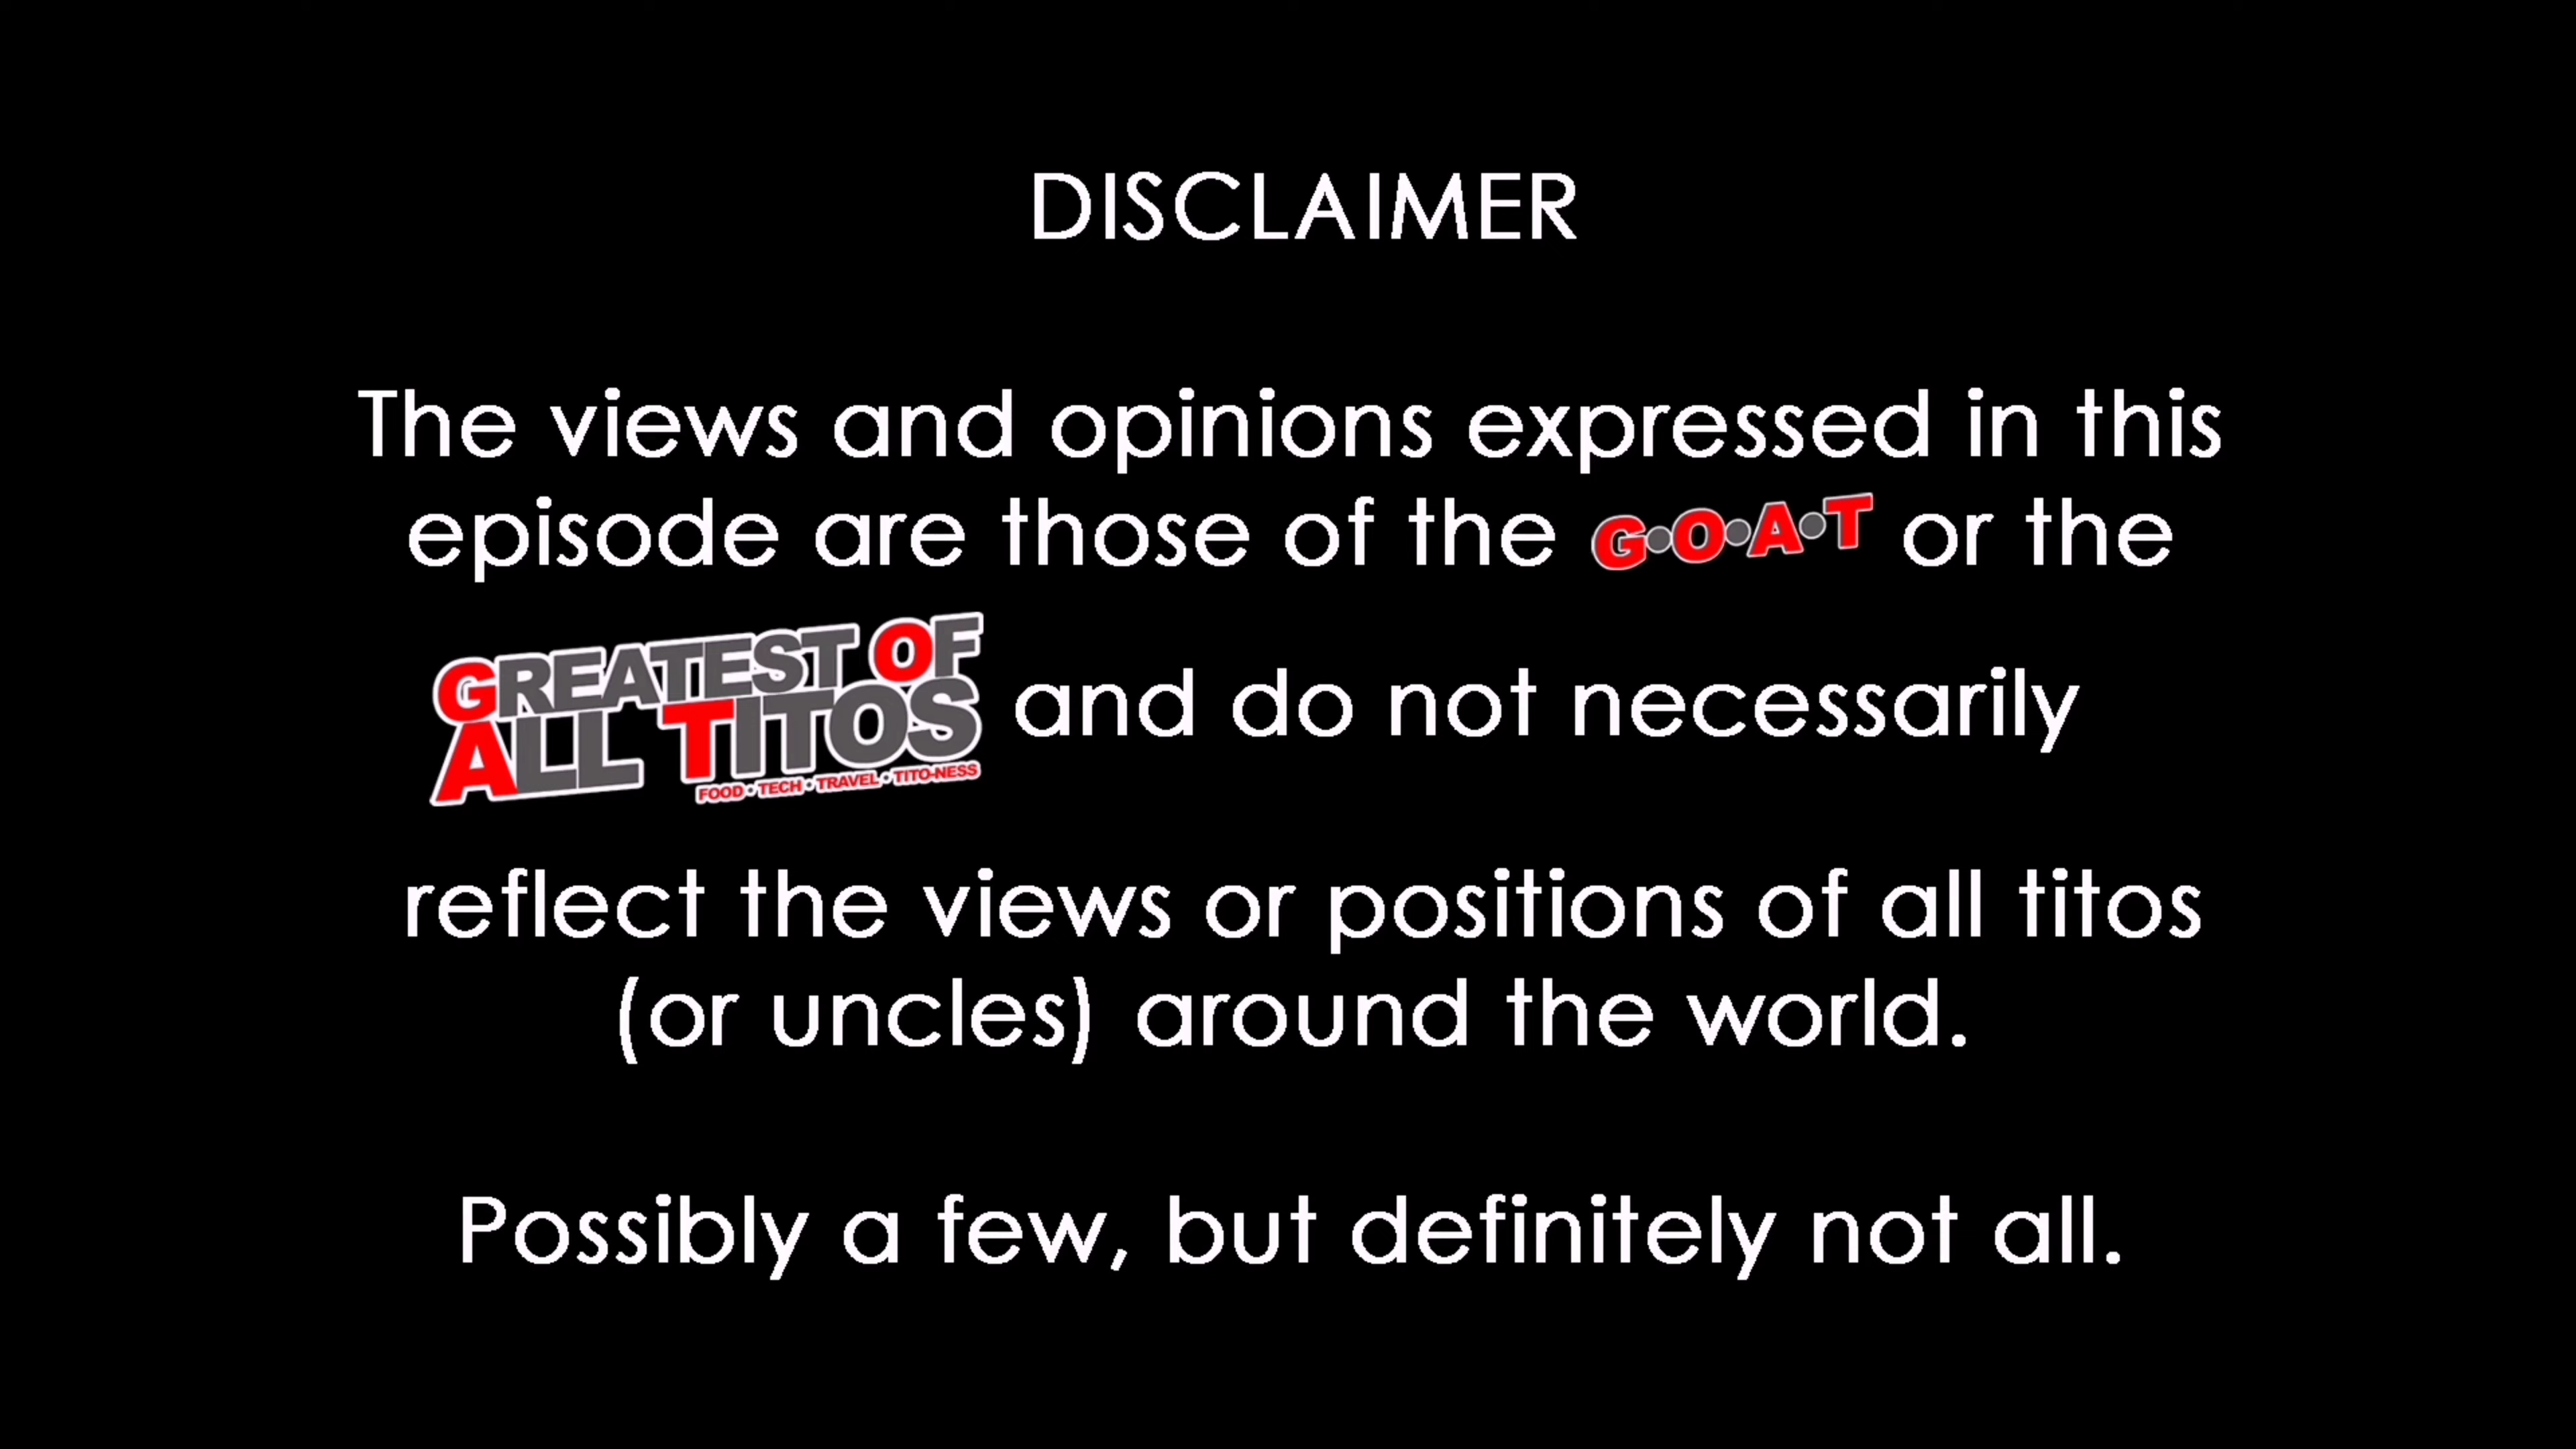 DISCLAIMER
The views and opinions expressed in this
episode are those of the G•O•A•T or the
GREATEST OF
ALL TITOS
FOOD • TECH • TRAVEL • TITO-NESS
and do not necessarily
reflect the views or positions of all titos
(or uncles) around the world.
Possibly a few, but definitely not all.